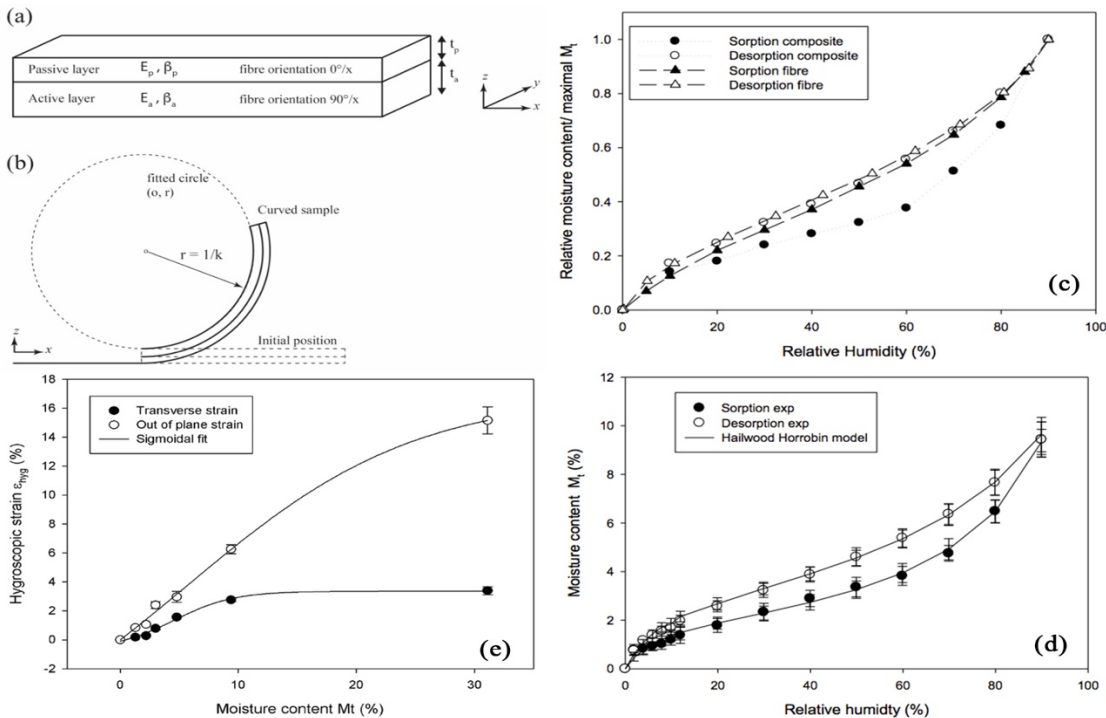 (a)
Passive layer E_p , β_p fibre orientation 0°/x
Active layer E_a , β_a fibre orientation 90°/x
t_p
t_a
z
y
x
(b)
fitted circle
(o, r)
Curved sample
r = 1/k
Initial position
z
x
Sorption composite
Desorption composite
Sorption fibre
Desorption fibre
Relative moisture content/ maximal M_t
1.0
0.8
0.6
0.4
0.2
0.0
0 20 40 60 80 100
Relative Humidity (%)
(c)
Transverse strain
Out of plane strain
Sigmoidal fit
Hygroscopic strain ε_hyg (%)
18
16
14
12
10
8
6
4
2
0
-2
0 10 20 30
Moisture content Mt (%)
(e)
Sorption exp
Desorption exp
Hailwood Horrobin model
Moisture content M_t (%)
12
10
8
6
4
2
0
0 20 40 60 80 100
Relative humidity (%)
(d)